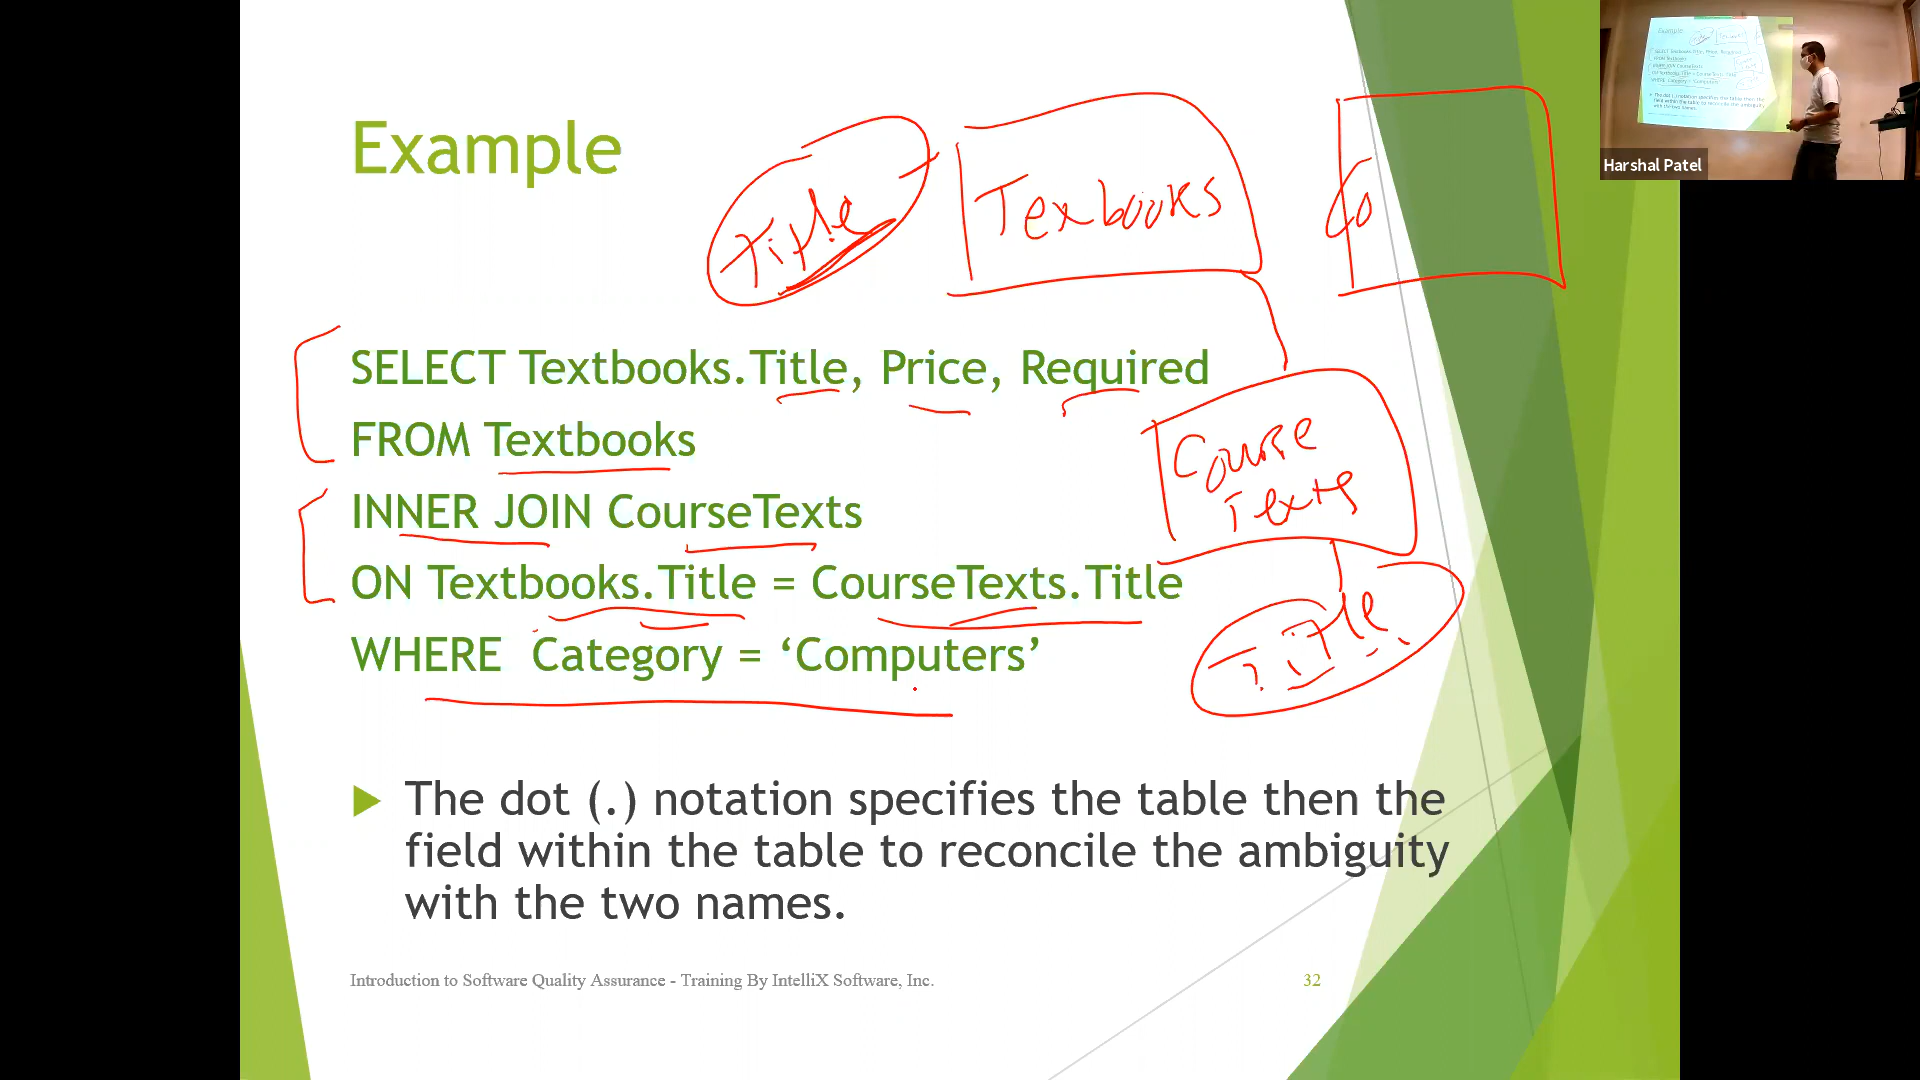 Example
Title
Texbooks
Co
Harshal Patel
SELECT Textbooks.Title, Price, Required
FROM Textbooks
INNER JOIN CourseTexts
ON Textbooks.Title = CourseTexts.Title
WHERE Category = ‘Computers’
Course
Texts
Title
The dot (.) notation specifies the table then the
field within the table to reconcile the ambiguity
with the two names.
Introduction to Software Quality Assurance - Training By IntelliX Software, Inc.
32